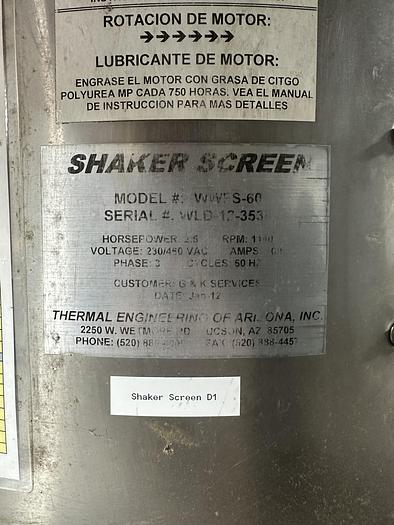 ROTACION DE MOTOR:
→→→→→→
LUBRICANTE DE MOTOR:
ENGRASE EL MOTOR CON GRASA DE CITGO
POLYUREA MP CADA 750 HORAS. VEA EL MANUAL
DE INSTRUCCION PARA MAS DETALLES
SHAKER SCREEN
MODEL #:
SERIAL #:
HORSEPOWER: RPM:
VOLTAGE: 230/460 VAC AMPS:
PHASE: 3 CYCLES: 60 HZ
CUSTOMER: G & K SERVICES
DATE: Jan-12
THERMAL ENGINEERING OF ARIZONA, INC.
2250 W. WETMORE RD. TUCSON, AZ 85705
PHONE: (520) FAX: (520) 888-4457
Shaker Screen D1